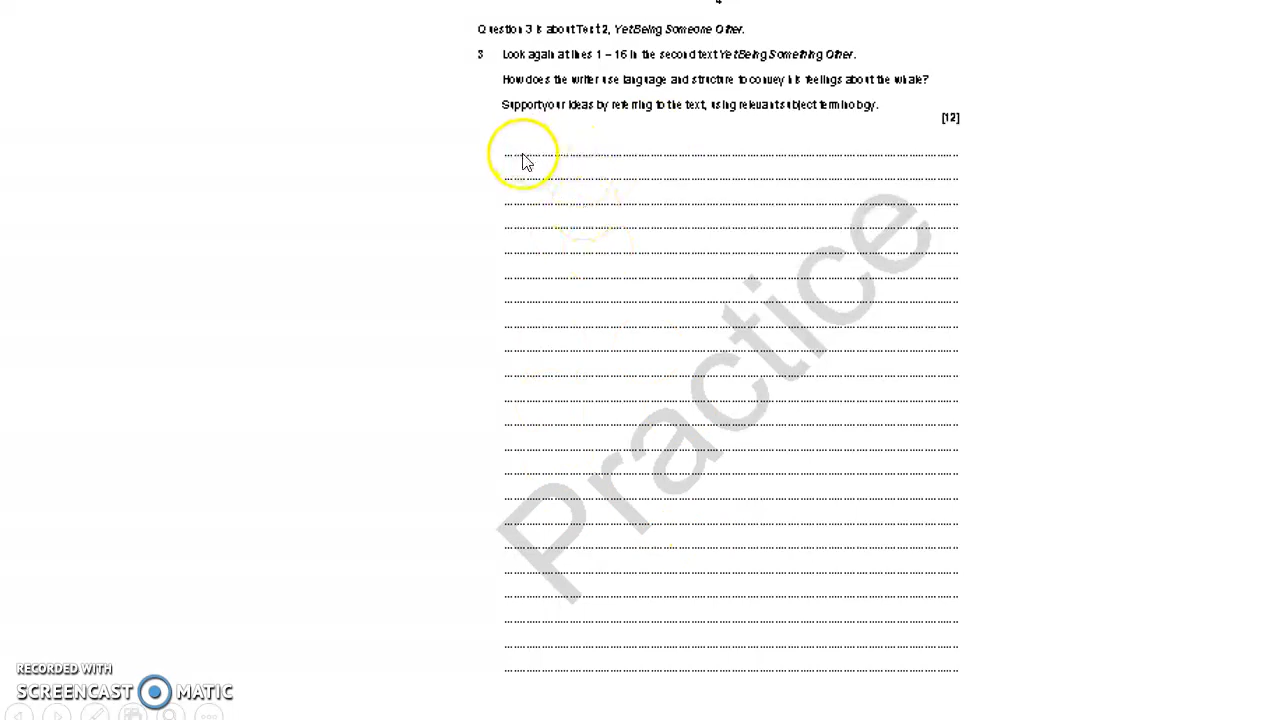 Question 3 is about Text 2, Yet Being Someone Other.
3 Look again at lines 1 – 16 in the second text Yet Being Something Other.
How does the writer use language and structure to convey his feelings about the whale?
Support your ideas by referring to the text, using relevant subject terminology.
[12]
Practice
RECORDED WITH
SCREENCAST MATIC